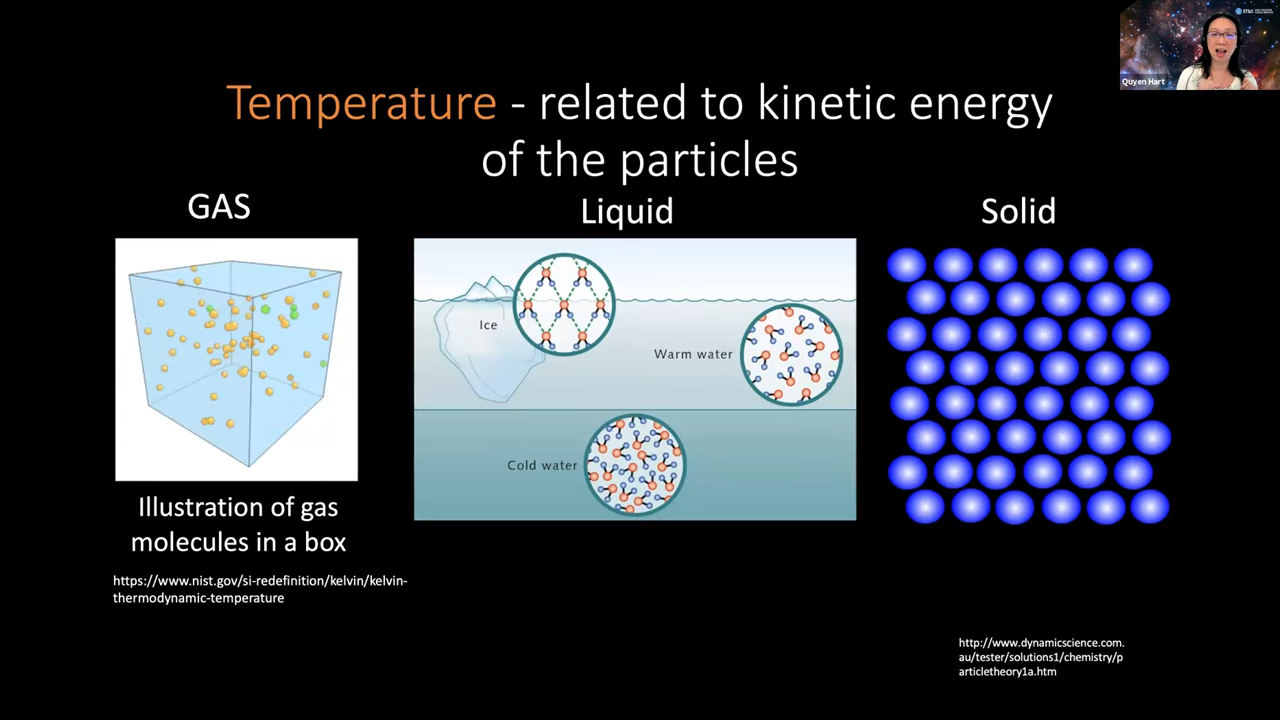 Quyen Hart
Temperature - related to kinetic energy
of the particles
GAS
Liquid
Solid
Ice
Warm water
Cold water
Illustration of gas
molecules in a box
https://www.nist.gov/si-redefinition/kelvin/kelvin-
thermodynamic-temperature
http://www.dynamicscience.com.
au/tester/solutions1/chemistry/p
articletheory1a.htm